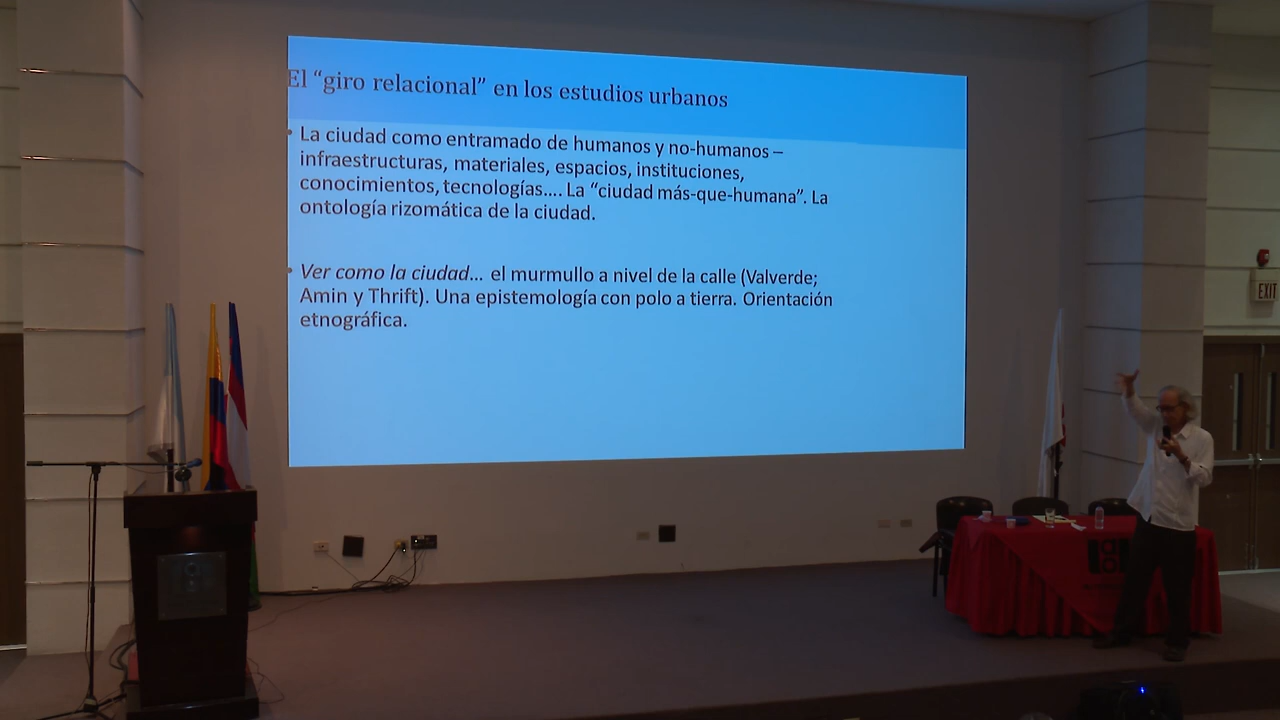 El “giro relacional” en los estudios urbanos
• La ciudad como entramado de humanos y no-humanos –
infraestructuras, materiales, espacios, instituciones,
conocimientos, tecnologías…. La “ciudad más-que-humana”. La
ontología rizomática de la ciudad.
• Ver como la ciudad… el murmullo a nivel de la calle (Valverde;
Amin y Thrift). Una epistemología con polo a tierra. Orientación
etnográfica.
EXIT